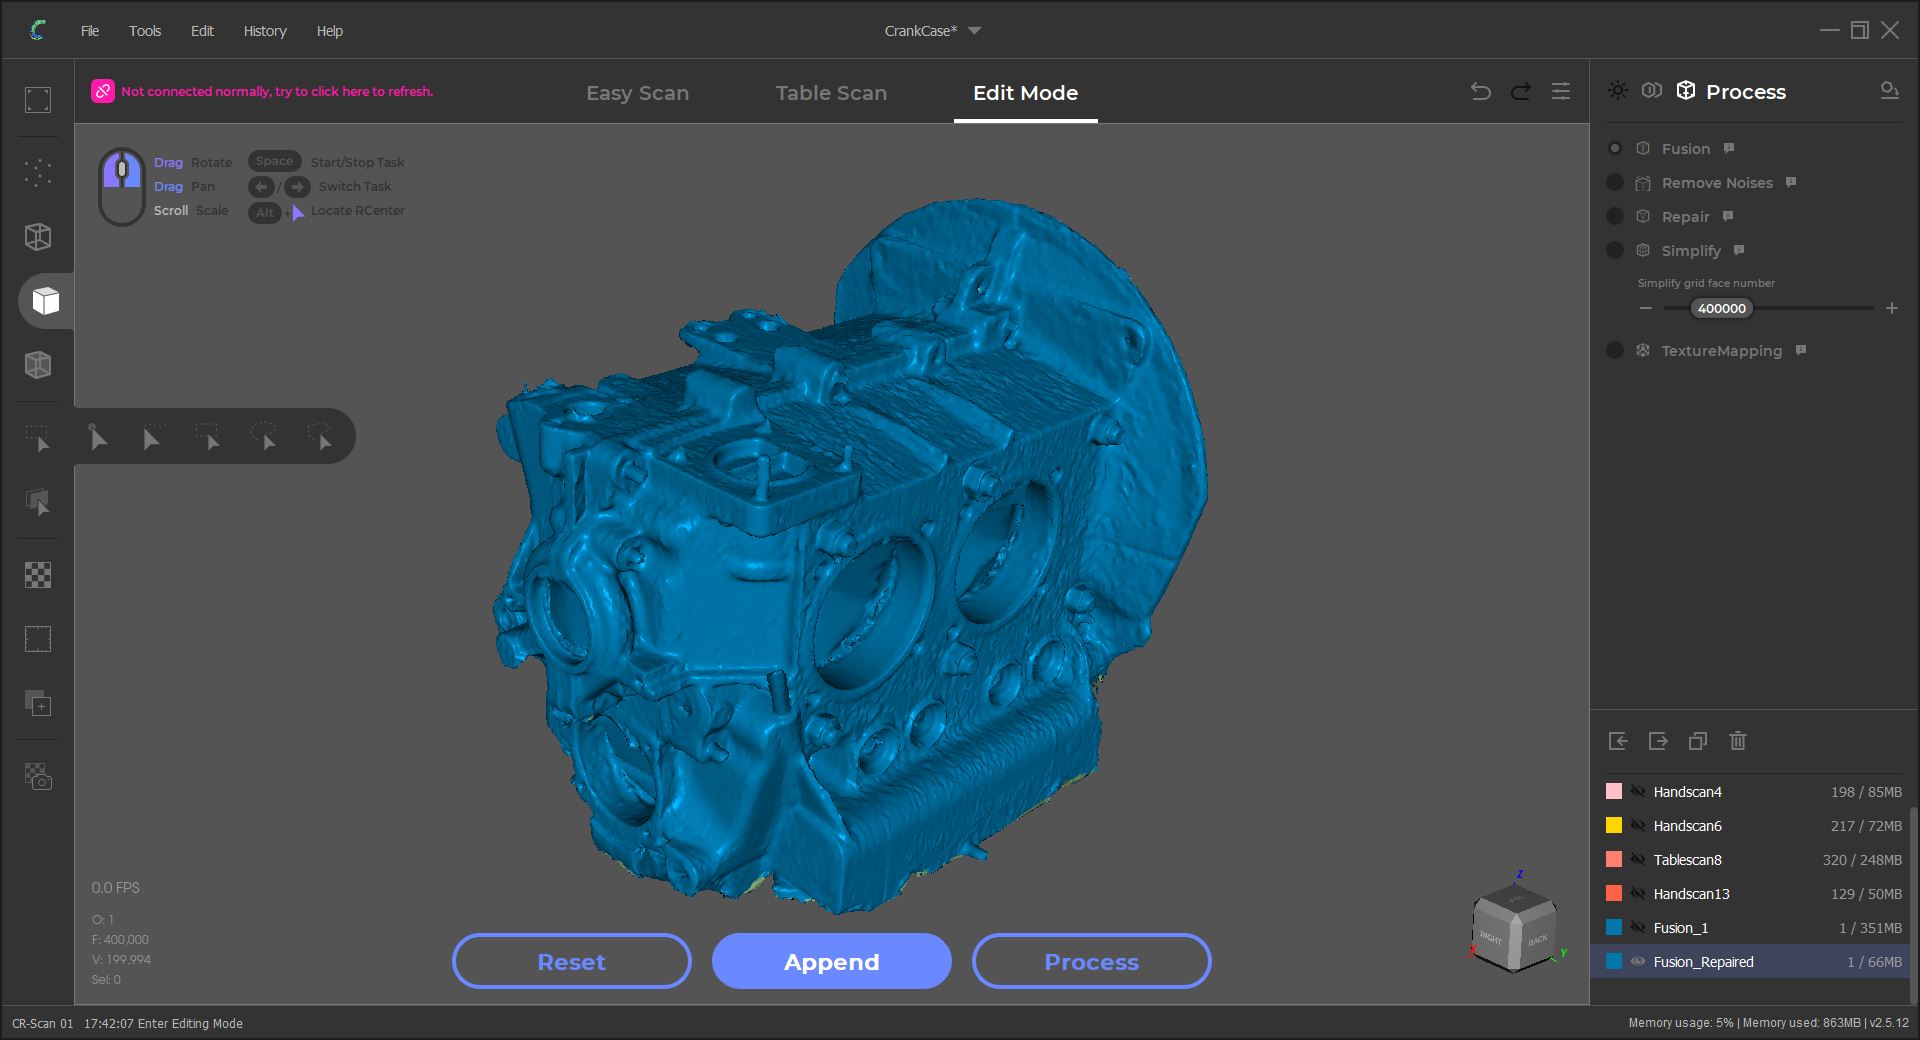 File Tools Edit History Help
CrankCase*
Not connected normally, try to click here to refresh.
Easy Scan
Table Scan
Edit Mode
Process
Drag Rotate Space Start/Stop Task
Drag Pan / Switch Task
Scroll Scale Alt + Locate RCenter
Fusion
Remove Noises
Repair
Simplify
Simplify grid face number
400000
TextureMapping
Handscan4 198 / 85MB
Handscan6 217 / 72MB
Tablescan8 320 / 248MB
Handscan13 129 / 50MB
Fusion_1 1 / 351MB
Fusion_Repaired 1 / 66MB
0.0 FPS
O: 1
F: 400,000
V: 199,994
Sel: 0
Reset
Append
Process
Z
RIGHT
BACK
X
Y
CR-Scan 01 17:42:07 Enter Editing Mode
Memory usage: 5% | Memory used: 863MB | v2.5.12